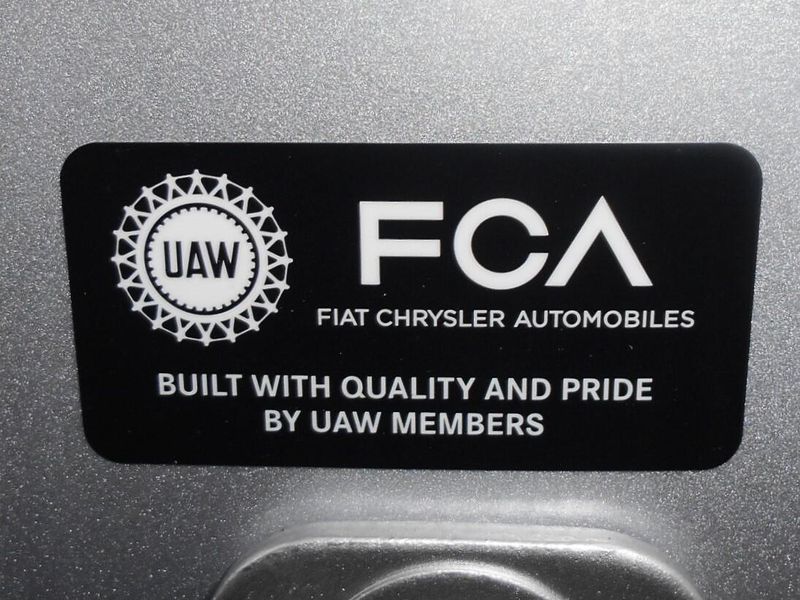 UAW
FCA
FIAT CHRYSLER AUTOMOBILES
BUILT WITH QUALITY AND PRIDE
BY UAW MEMBERS